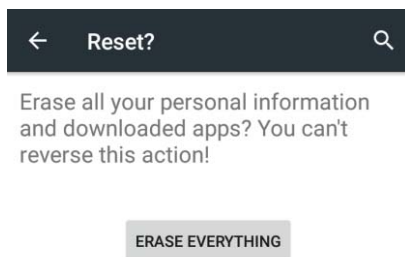 Reset?
Erase all your personal information
and downloaded apps? You can't
reverse this action!
ERASE EVERYTHING